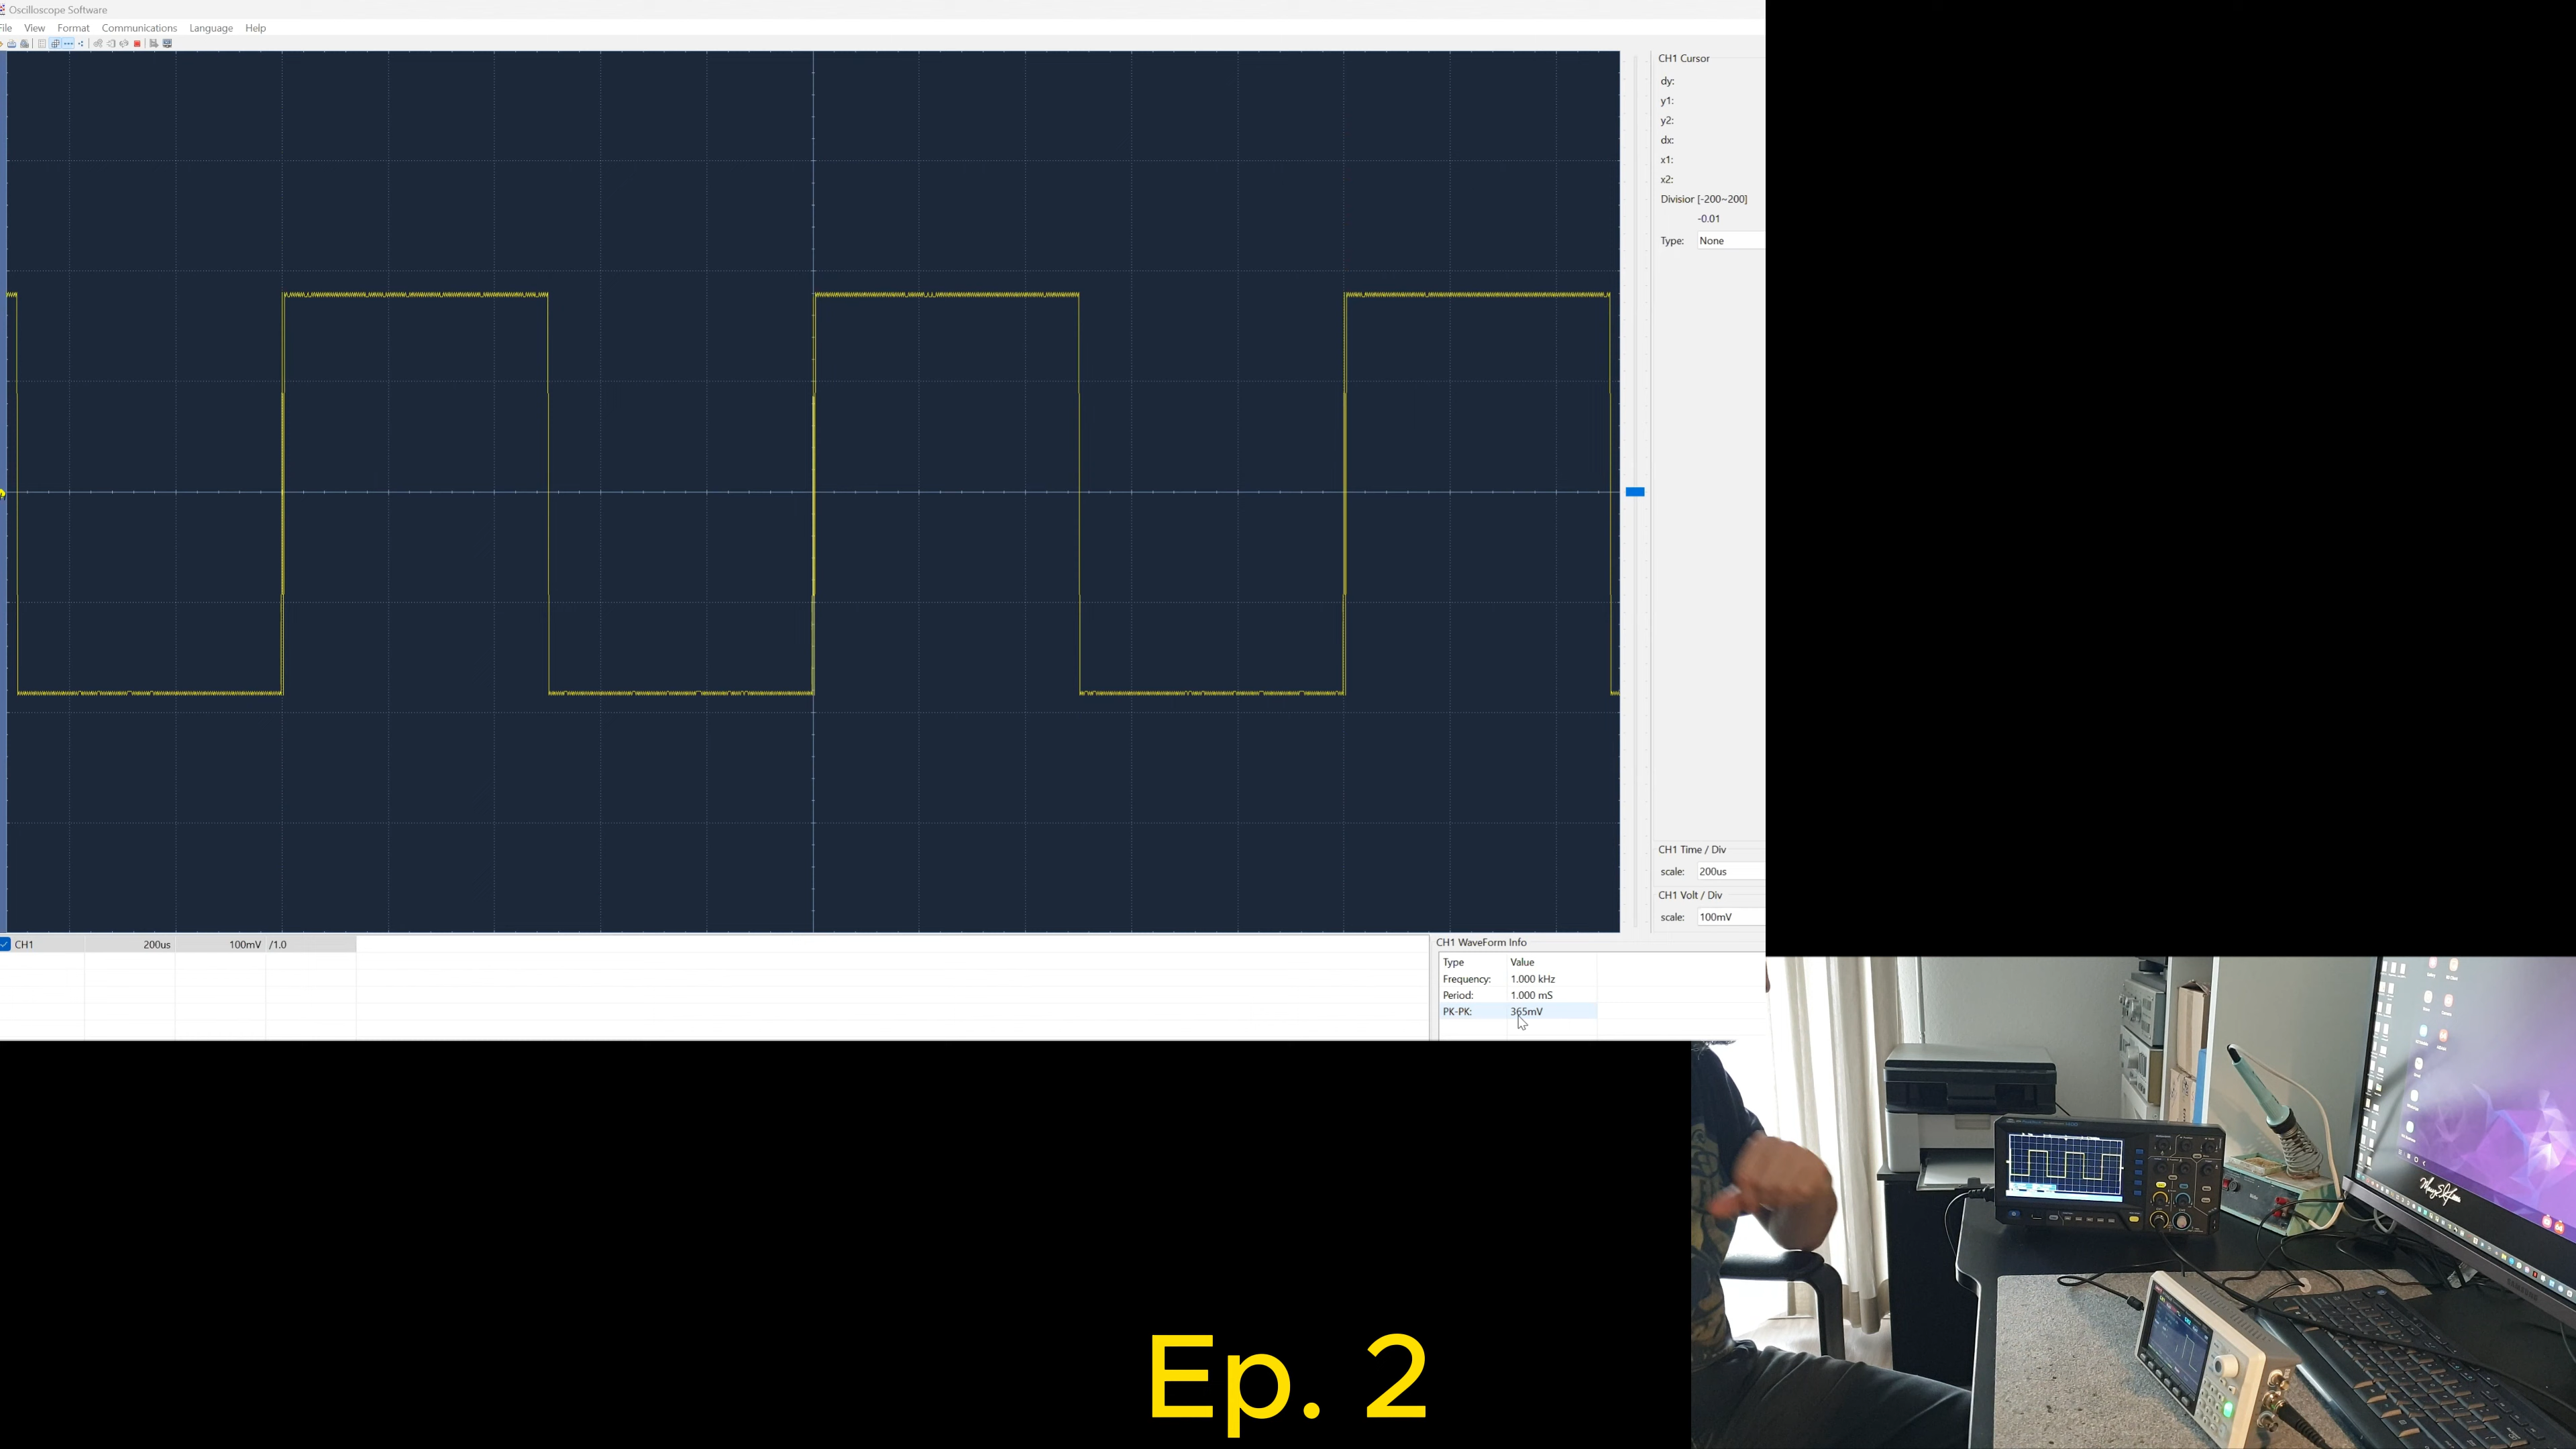 Oscilloscope Software
File View Format Communications Language Help
CH1 Cursor
dy:
y1:
y2:
dx:
x1:
x2:
Divisior [-200~200]
-0.01
Type: None
CH1 Time / Div
scale: 200us
CH1 Volt / Div
scale: 100mV
CH1 200us 100mV /1.0
CH1 WaveForm Info
Type Value
Frequency: 1.000 kHz
Period: 1.000 mS
PK-PK: 365mV
Ep. 2